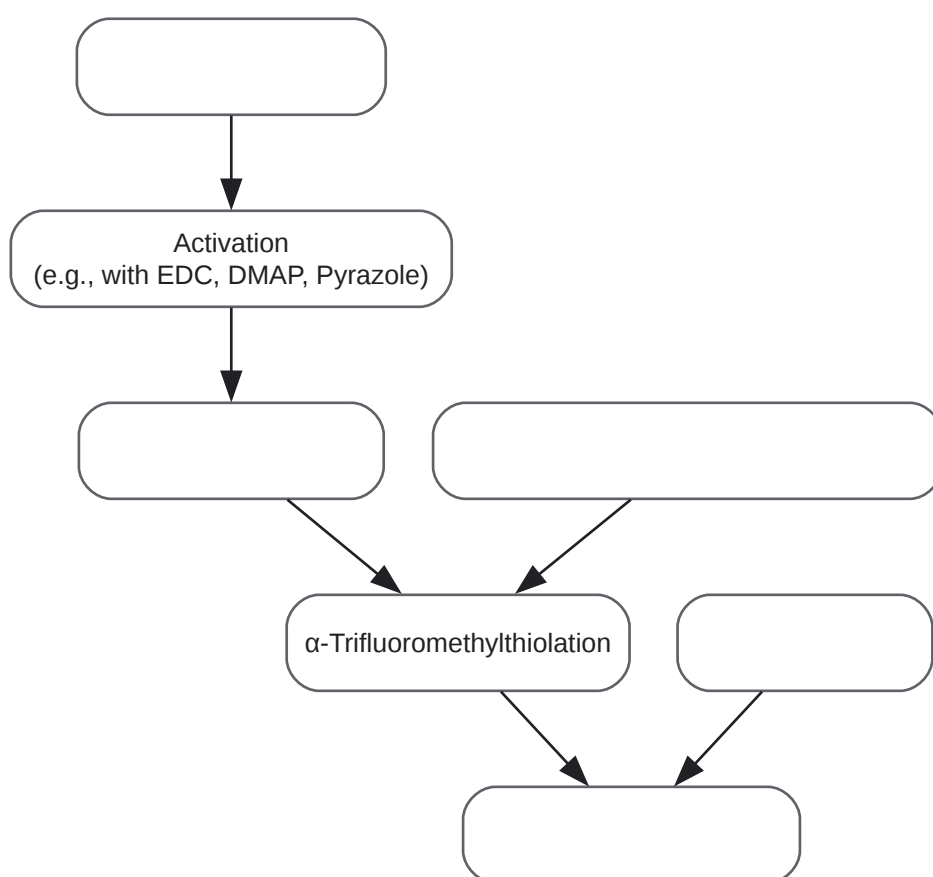 Activation
(e.g., with EDC, DMAP, Pyrazole)
α-Trifluoromethylthiolation